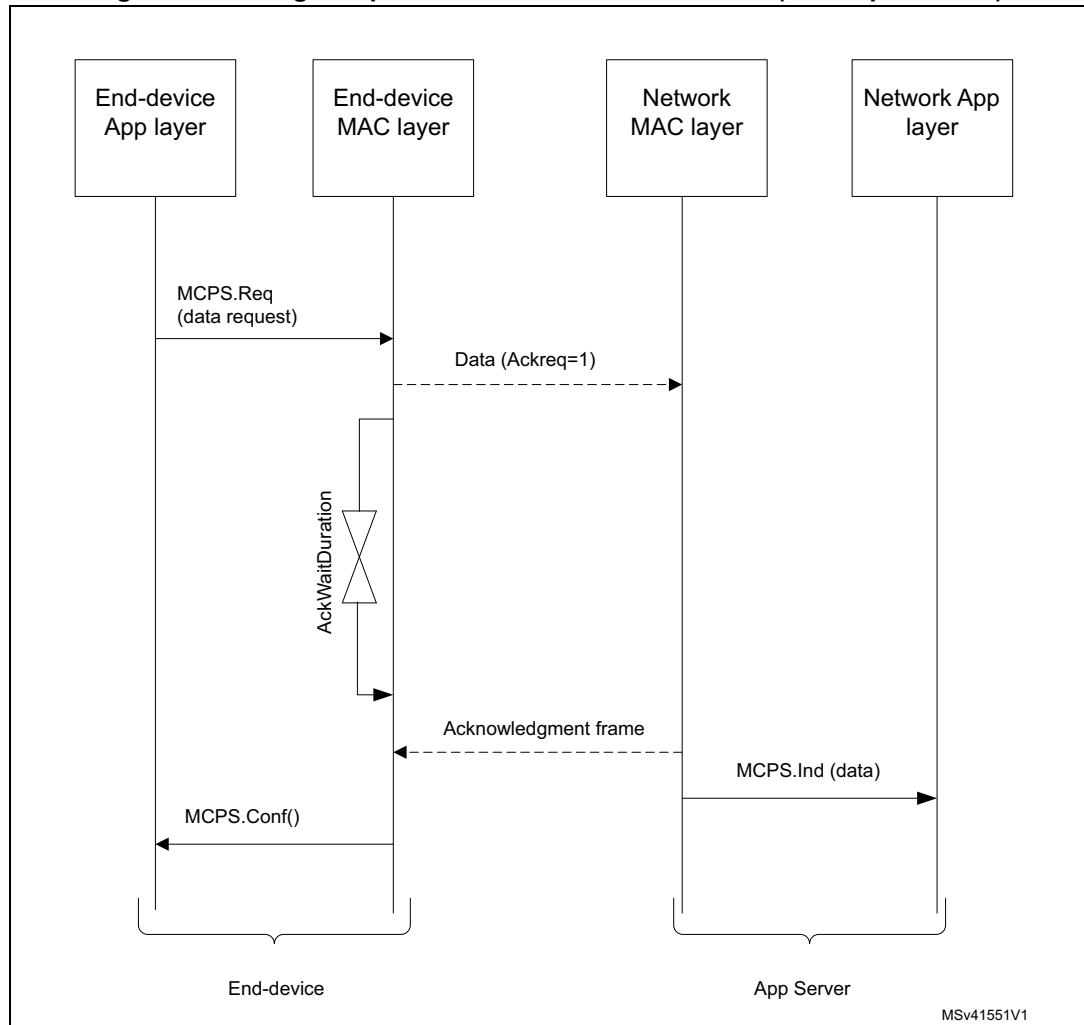 End-device
App layer
End-device
MAC layer
Network
MAC layer
Network App
layer
MCPS.Req
(data request)
Data (Ackreq=1)
AckWaitDuration
Acknowledgment frame
MCPS.Ind (data)
MCPS.Conf()
End-device
App Server
MSv41551V1